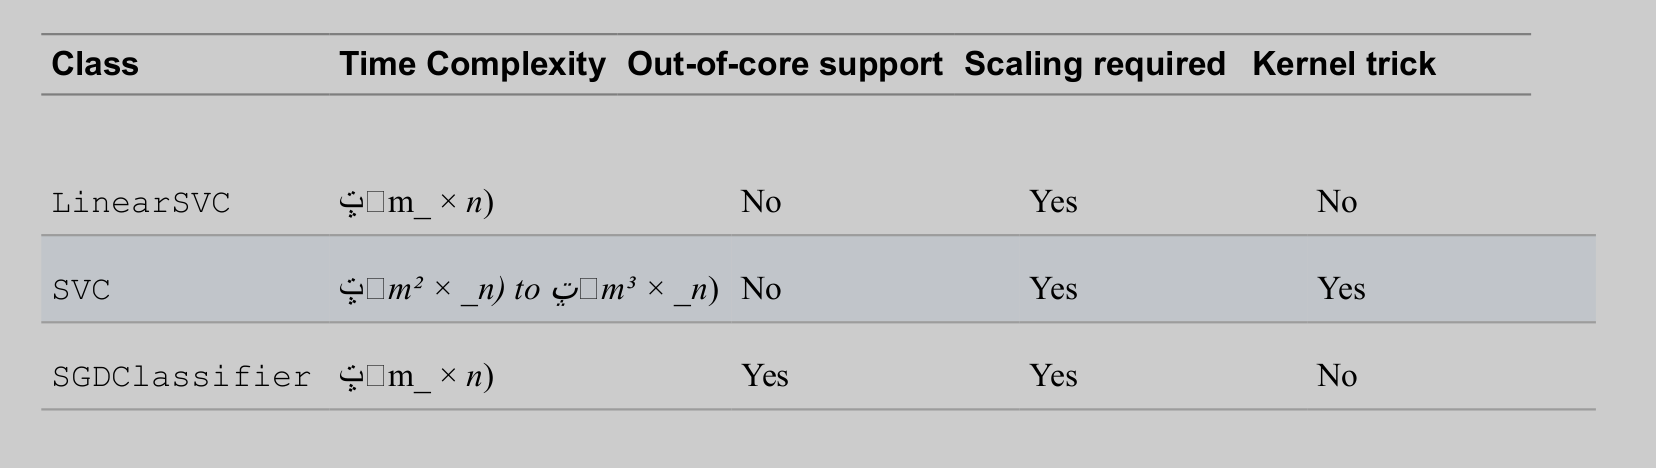 Class Time Complexity Out-of-core support Scaling required Kernel trick
LinearSVC ٺ□m_ × n) No Yes No
SVC ٺ□m² × _n) to ٺ□m³ × _n) No Yes Yes
SGDClassifier ٺ□m_ × n) Yes Yes No